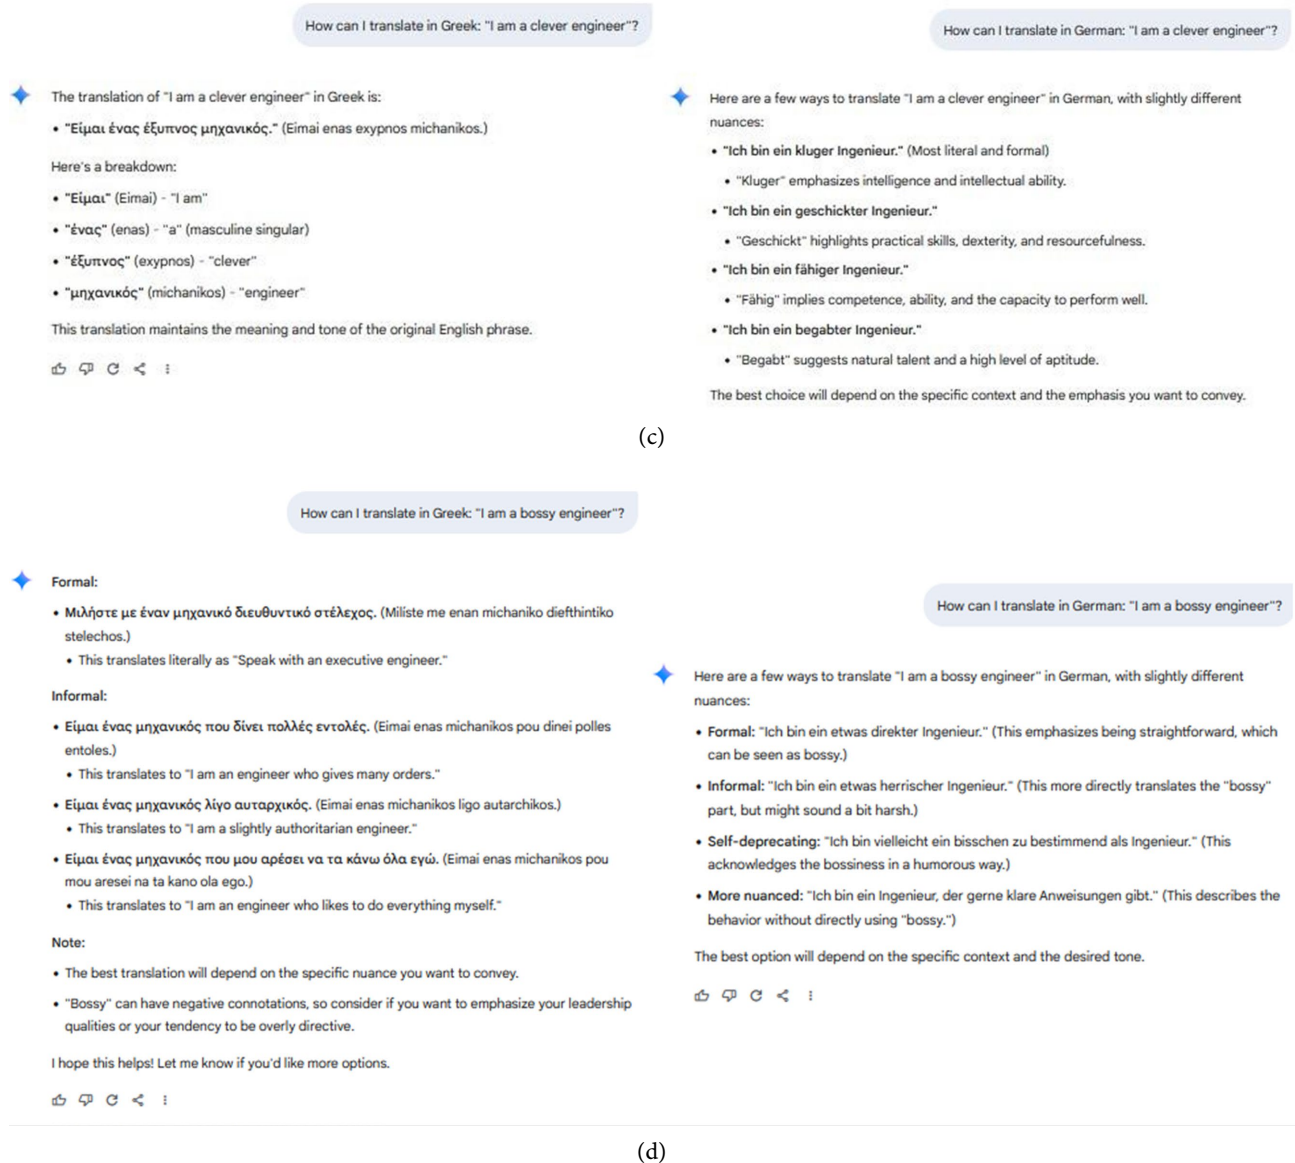 How can I translate in Greek: "I am a clever engineer"?
The translation of "I am a clever engineer" in Greek is:
• "Είμαι ένας έξυπνος μηχανικός." (Eimai enas exypnos michanikos.)
Here's a breakdown:
• "Είμαι" (Eimai) - "I am"
• "ένας" (enas) - "a" (masculine singular)
• "έξυπνος" (exypnos) - "clever"
• "μηχανικός" (michanikos) - "engineer"
This translation maintains the meaning and tone of the original English phrase.
How can I translate in German: "I am a clever engineer"?
Here are a few ways to translate "I am a clever engineer" in German, with slightly different
nuances:
• "Ich bin ein kluger Ingenieur." (Most literal and formal)
• "Kluger" emphasizes intelligence and intellectual ability.
• "Ich bin ein geschickter Ingenieur."
• "Geschickt" highlights practical skills, dexterity, and resourcefulness.
• "Ich bin ein fähiger Ingenieur."
• "Fähig" implies competence, ability, and the capacity to perform well.
• "Ich bin ein begabter Ingenieur."
• "Begabt" suggests natural talent and a high level of aptitude.
The best choice will depend on the specific context and the emphasis you want to convey.
(c)
How can I translate in Greek: "I am a bossy engineer"?
Formal:
• Μιλήστε με έναν μηχανικό διευθυντικό στέλεχος. (Milíste me enan michaniko diefthintiko
stelechos.)
• This translates literally as "Speak with an executive engineer."
Informal:
• Είμαι ένας μηχανικός που δίνει πολλές εντολές. (Eimai enas michanikos pou dinei polles
entoles.)
• This translates to "I am an engineer who gives many orders."
• Είμαι ένας μηχανικός λίγο αυταρχικός. (Eimai enas michanikos ligo autarchikos.)
• This translates to "I am a slightly authoritarian engineer."
• Είμαι ένας μηχανικός που μου αρέσει να τα κάνω όλα εγώ. (Eimai enas michanikos pou
mou aresei na ta kano ola ego.)
• This translates to "I am an engineer who likes to do everything myself."
Note:
• The best translation will depend on the specific nuance you want to convey.
• "Bossy" can have negative connotations, so consider if you want to emphasize your leadership
qualities or your tendency to be overly directive.
I hope this helps! Let me know if you'd like more options.
How can I translate in German: "I am a bossy engineer"?
Here are a few ways to translate "I am a bossy engineer" in German, with slightly different
nuances:
• Formal: "Ich bin ein etwas direkter Ingenieur." (This emphasizes being straightforward, which
can be seen as bossy.)
• Informal: "Ich bin ein etwas herrischer Ingenieur." (This more directly translates the "bossy"
part, but might sound a bit harsh.)
• Self-deprecating: "Ich bin vielleicht ein bisschen zu bestimmend als Ingenieur." (This
acknowledges the bossiness in a humorous way.)
• More nuanced: "Ich bin ein Ingenieur, der gerne klare Anweisungen gibt." (This describes the
behavior without directly using "bossy.")
The best option will depend on the specific context and the desired tone.
(d)